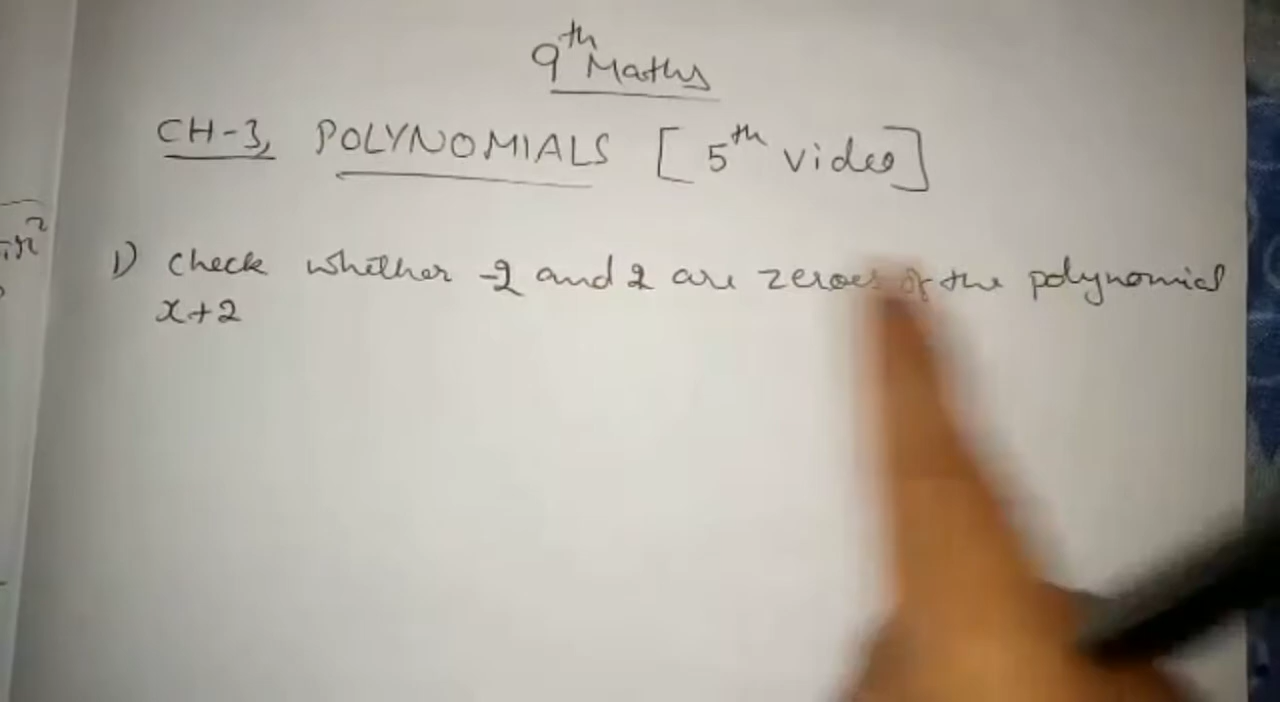 9th Maths
CH-3, POLYNOMIALS [5th video]
1) check whether -2 and 2 are zeroes of the polynomial
x+2